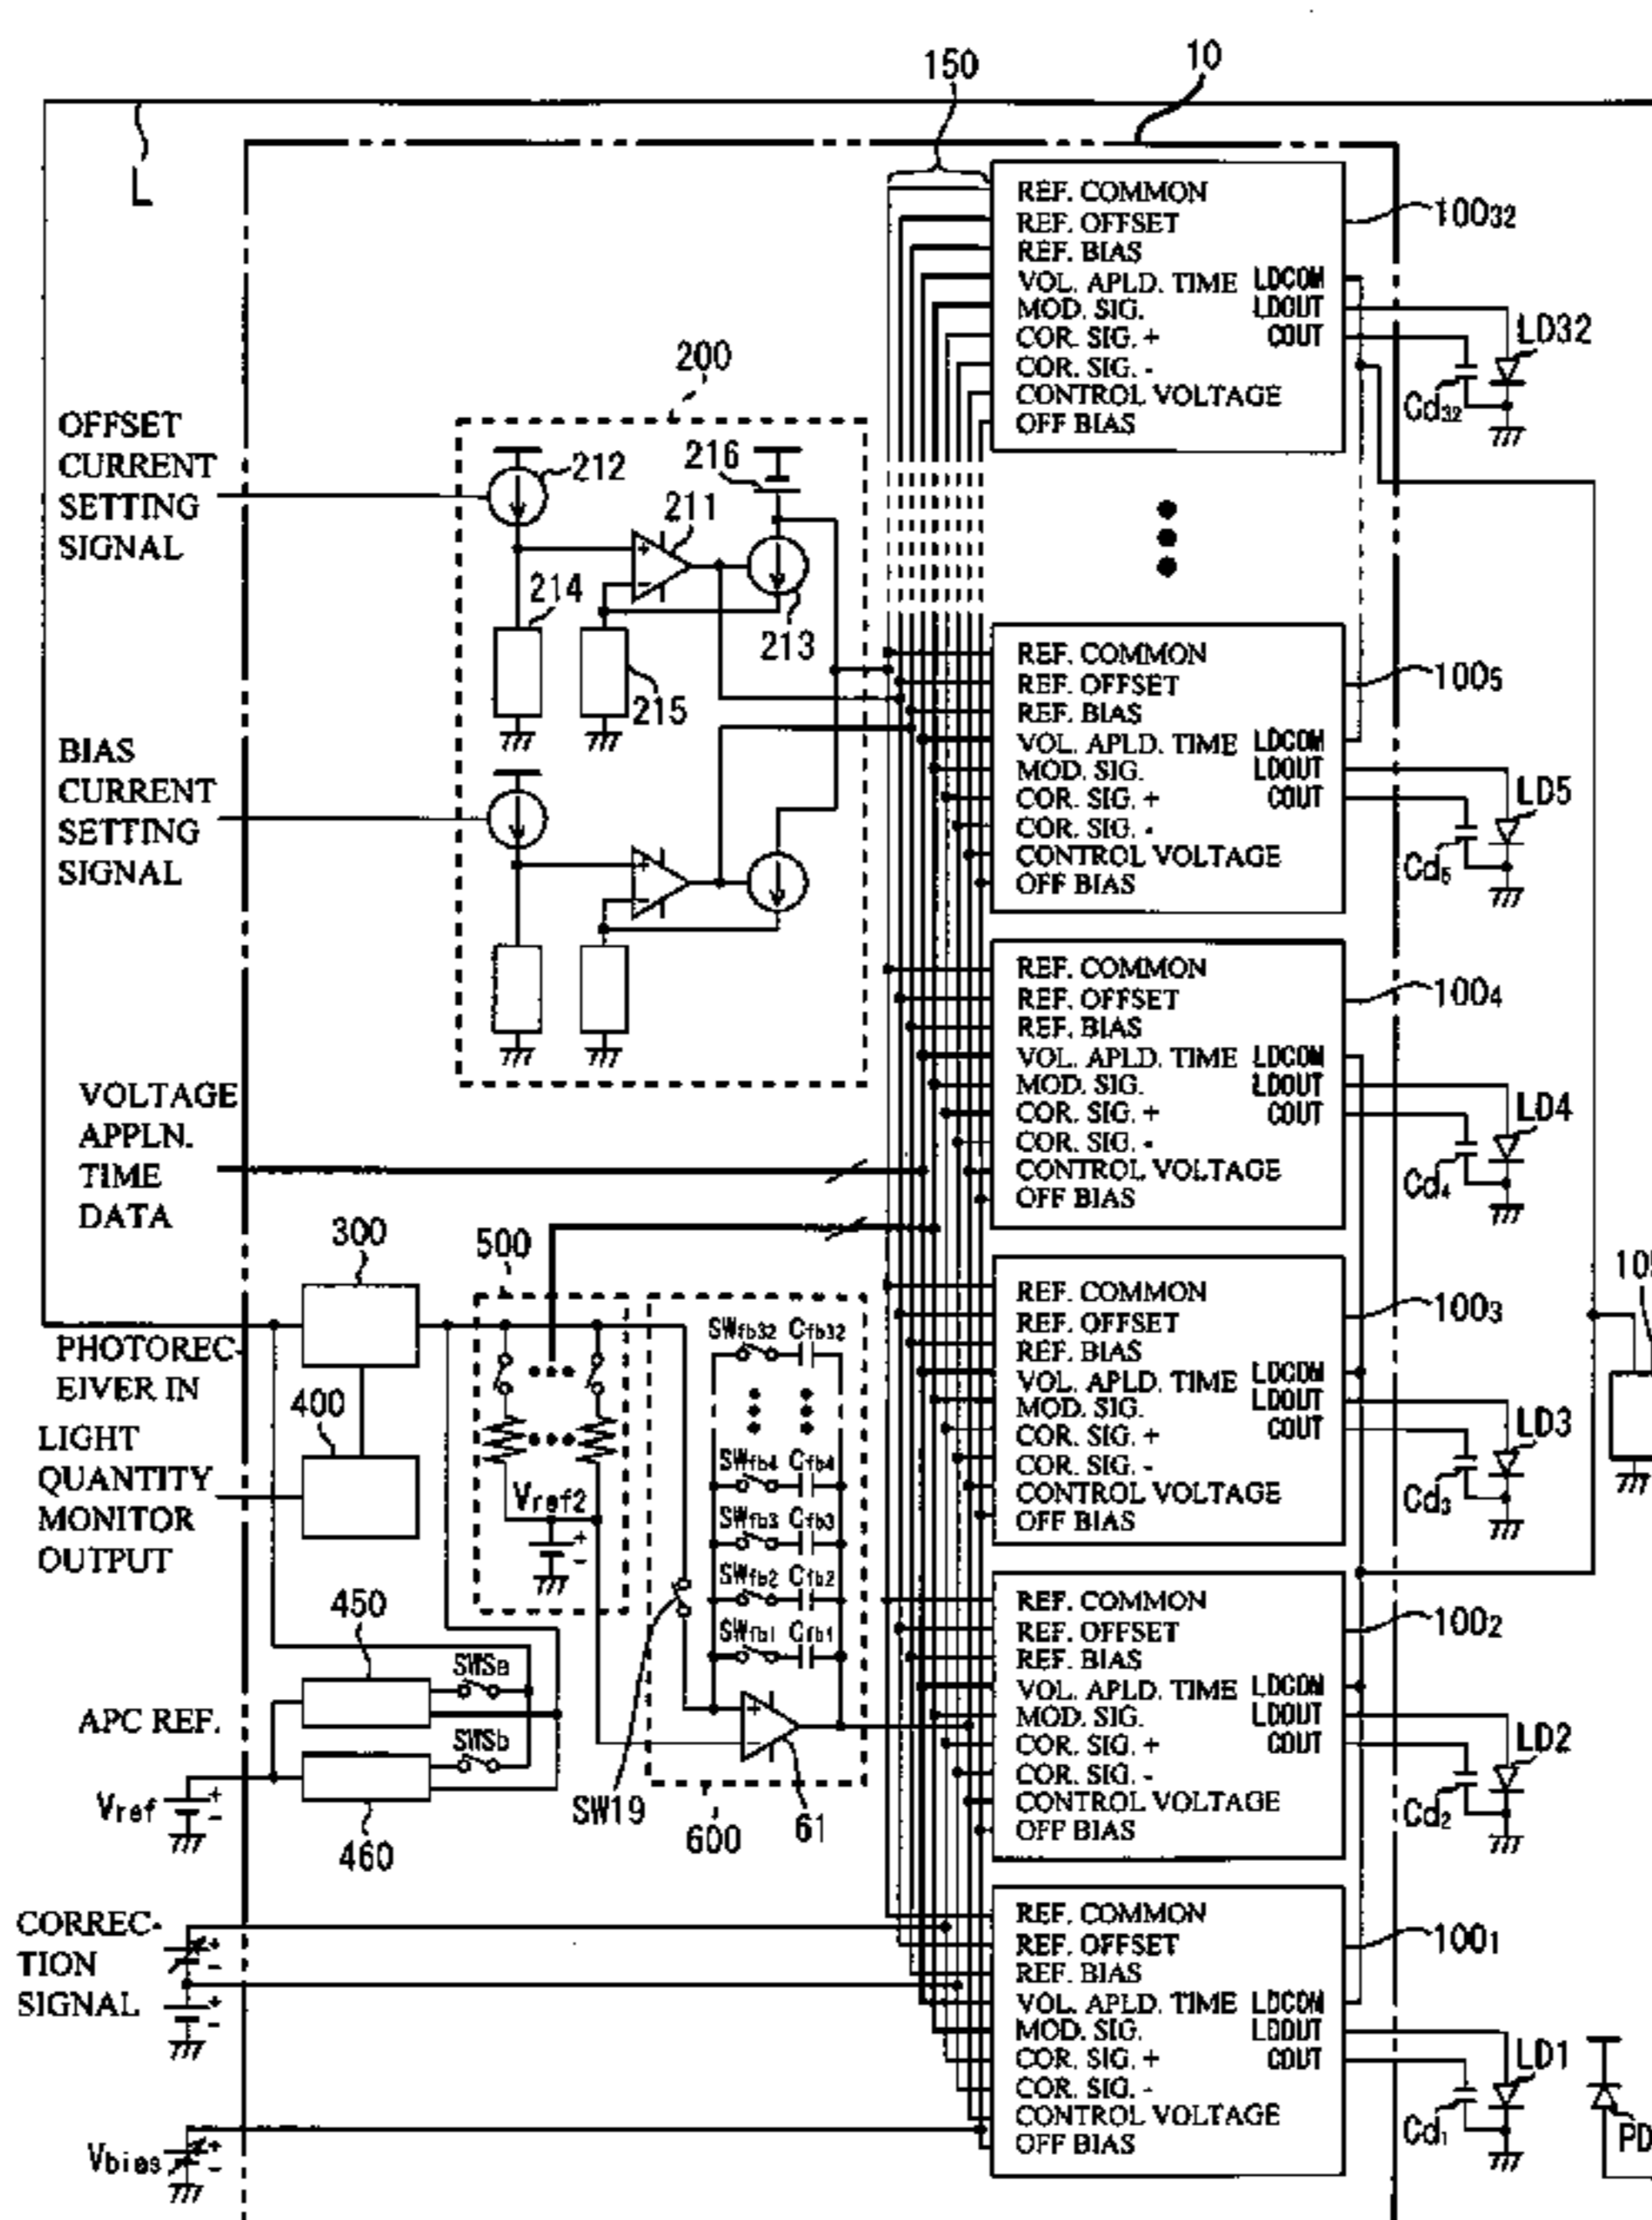 10
150
L
REF. COMMON
REF. OFFSET
REF. BIAS
VOL. APLD. TIME LDCOM
MOD. SIG. LDOUT
COR. SIG. + COUT
COR. SIG. -
CONTROL VOLTAGE
OFF BIAS
10032
LD32
Cd32
200
OFFSET
CURRENT
SETTING
SIGNAL
212
216
211
214
213
215
BIAS
CURRENT
SETTING
SIGNAL
REF. COMMON
REF. OFFSET
REF. BIAS
VOL. APLD. TIME LDCOM
MOD. SIG. LDOUT
COR. SIG. + COUT
COR. SIG. -
CONTROL VOLTAGE
OFF BIAS
1005
LD5
Cd5
REF. COMMON
REF. OFFSET
REF. BIAS
VOL. APLD. TIME LDCOM
MOD. SIG. LDOUT
COR. SIG. + COUT
COR. SIG. -
CONTROL VOLTAGE
OFF BIAS
1004
LD4
Cd4
VOLTAGE
APPLN.
TIME
DATA
300
500
PHOTOREC-
EIVER IN
400
LIGHT
QUANTITY
MONITOR
OUTPUT
Vref2
SWfb32 Cfb32
SWfb4 Cfb4
SWfb3 Cfb3
SWfb2 Cfb2
SWfb1 Cfb1
REF. COMMON
REF. OFFSET
REF. BIAS
VOL. APLD. TIME LDCOM
MOD. SIG. LDOUT
COR. SIG. + COUT
COR. SIG. -
CONTROL VOLTAGE
OFF BIAS
1003
LD3
Cd3
450
SWSa
APC REF.
SWSb
Vref
460
SW19
600
61
REF. COMMON
REF. OFFSET
REF. BIAS
VOL. APLD. TIME LDCOM
MOD. SIG. LDOUT
COR. SIG. + COUT
COR. SIG. -
CONTROL VOLTAGE
OFF BIAS
1002
LD2
Cd2
CORREC-
TION
SIGNAL
REF. COMMON
REF. OFFSET
REF. BIAS
VOL. APLD. TIME LDCOM
MOD. SIG. LDOUT
COR. SIG. + COUT
COR. SIG. -
CONTROL VOLTAGE
OFF BIAS
1001
LD1
Cd1
PD
Vbias